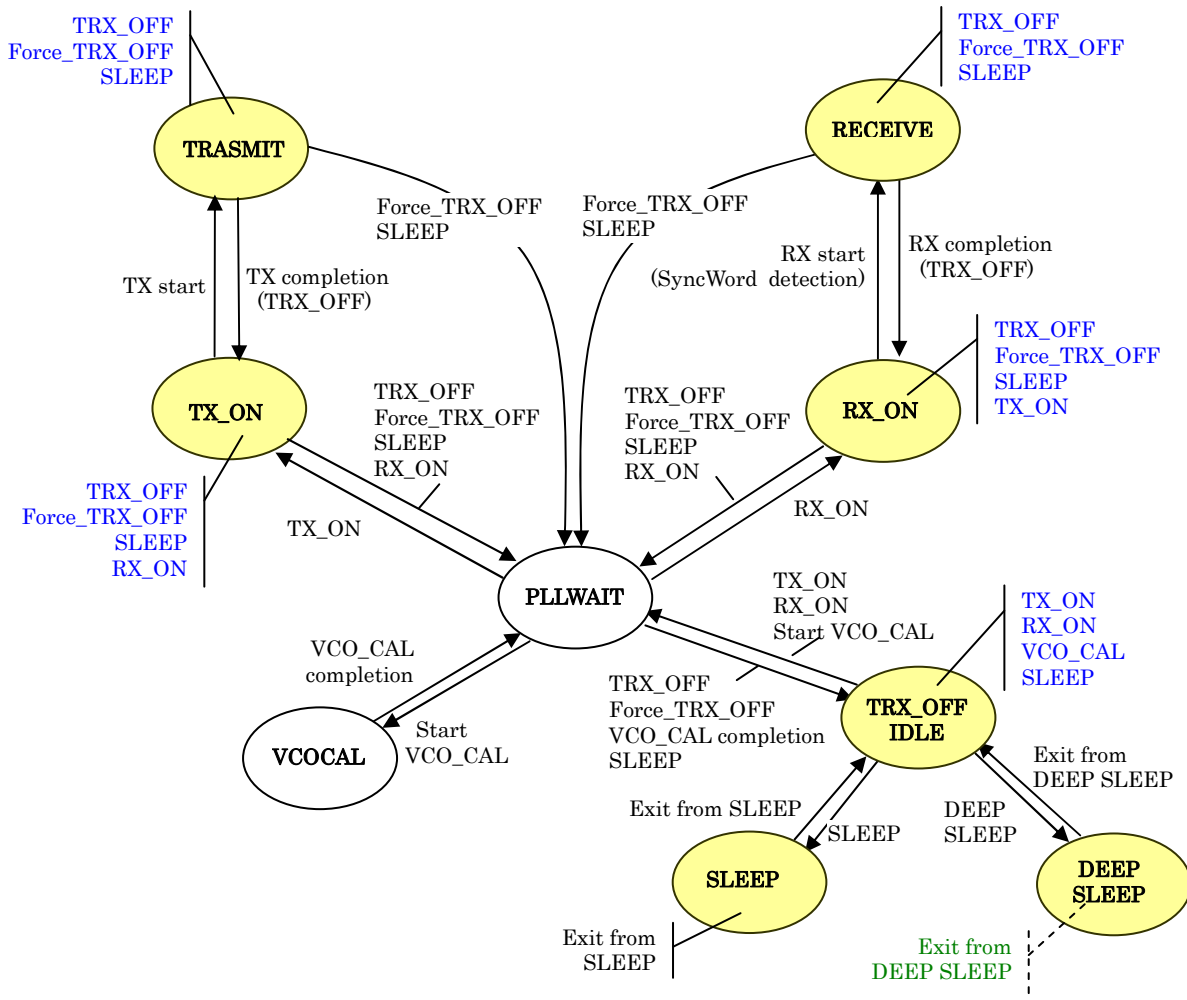 TRX_OFF
Force_TRX_OFF
SLEEP
TRX_OFF
Force_TRX_OFF
SLEEP
TRASMIT
RECEIVE
Force_TRX_OFF
SLEEP
Force_TRX_OFF
SLEEP
TX start
TX completion
(TRX_OFF)
RX start
(SyncWord detection)
RX completion
(TRX_OFF)
TX_ON
TRX_OFF
Force_TRX_OFF
SLEEP
RX_ON
TRX_OFF
Force_TRX_OFF
SLEEP
RX_ON
RX_ON
TRX_OFF
Force_TRX_OFF
SLEEP
TX_ON
TRX_OFF
Force_TRX_OFF
SLEEP
RX_ON
TX_ON
RX_ON
PLLWAIT
TX_ON
RX_ON
Start VCO_CAL
TX_ON
RX_ON
VCO_CAL
SLEEP
VCO_CAL
completion
Start
VCO_CAL
VCOCAL
TRX_OFF
Force_TRX_OFF
VCO_CAL completion
SLEEP
TRX_OFF
IDLE
Exit from SLEEP
SLEEP
DEEP
SLEEP
Exit from
DEEP SLEEP
SLEEP
DEEP
SLEEP
Exit from
SLEEP
Exit from
DEEP SLEEP